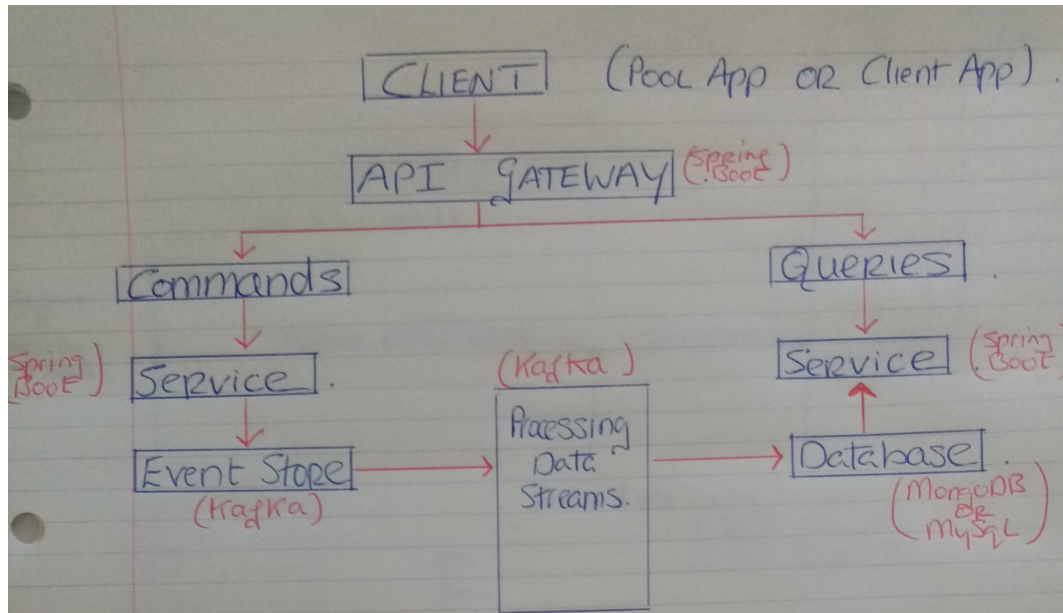 CLIENT (Pool App OR Client App).
API GATEWAY (Spring Boot)
Commands
Queries.
(Spring Boot)
Service.
(Kafka)
Service
(Spring Boot)
Processing
Data
Streams.
Event Store
(Kafka)
Database.
(MongoDB
OR
MySQL)